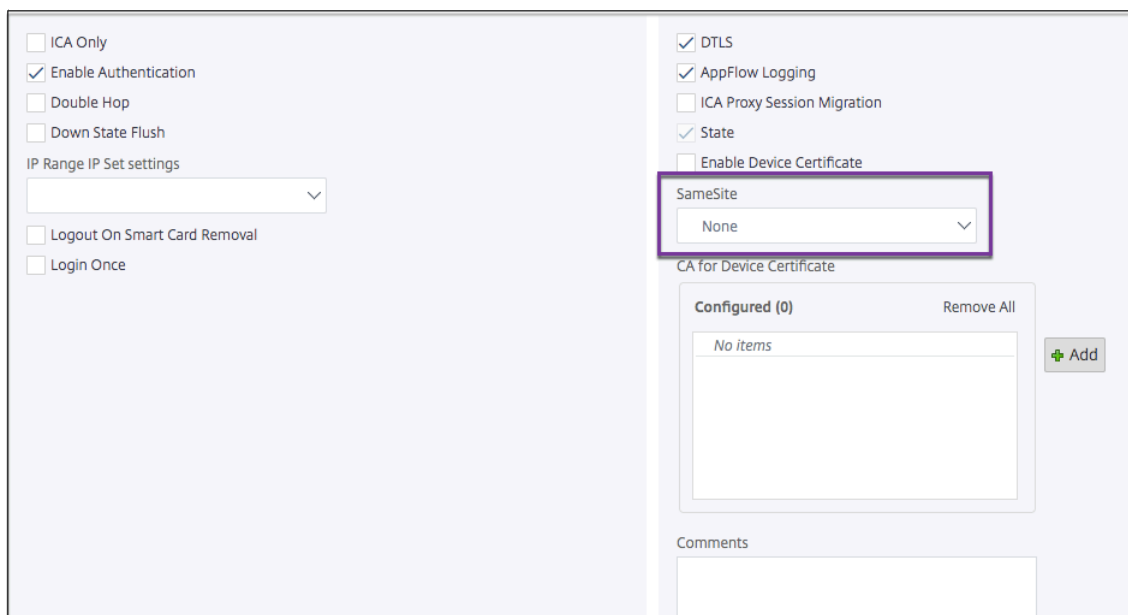 ICA Only
Enable Authentication
Double Hop
Down State Flush
IP Range IP Set settings
Logout On Smart Card Removal
Login Once
DTLS
AppFlow Logging
ICA Proxy Session Migration
State
Enable Device Certificate
SameSite
None
CA for Device Certificate
Configured (0) Remove All
No items
Add
Comments